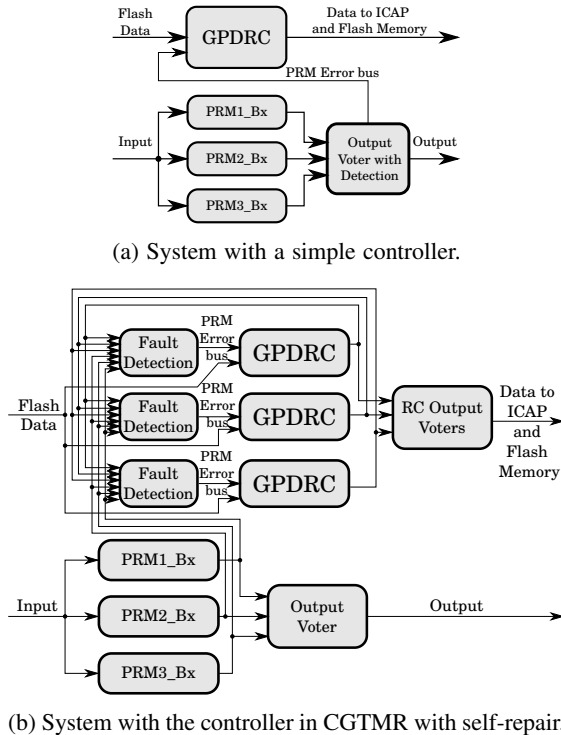 Flash
Data
GPDRC
Data to ICAP
and Flash Memory
PRM Error bus
Input
PRM1_Bx
PRM2_Bx
PRM3_Bx
Output
Voter with
Detection
Output
(a) System with a simple controller.
Fault
Detection
PRM
Error
bus
GPDRC
Flash
Data
Fault
Detection
PRM
Error
bus
GPDRC
RC Output
Voters
Data to
ICAP
and
Flash
Memory
Fault
Detection
PRM
Error
bus
GPDRC
Input
PRM1_Bx
PRM2_Bx
PRM3_Bx
Output
Voter
Output
(b) System with the controller in CGTMR with self-repair.